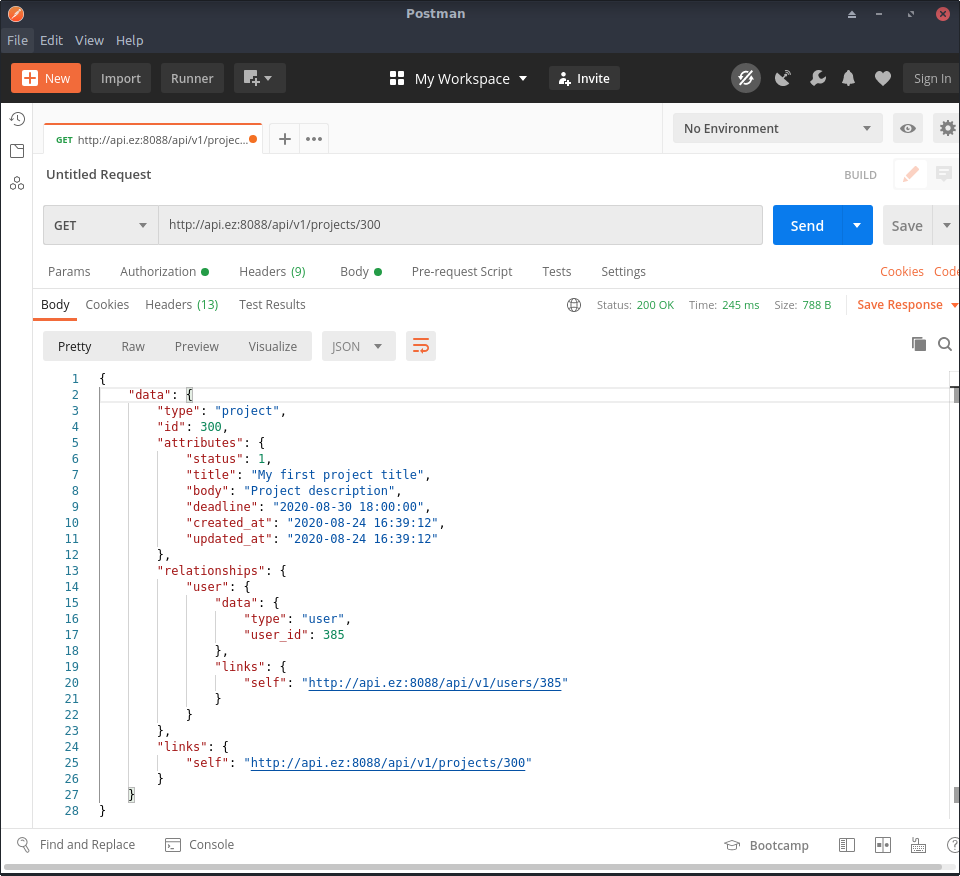 Postman
File Edit View Help
New Import Runner My Workspace Invite Sign In
GET http://api.ez:8088/api/v1/projec... No Environment
Untitled Request BUILD
GET http://api.ez:8088/api/v1/projects/300 Send Save
Params Authorization Headers (9) Body Pre-request Script Tests Settings Cookies Code
Body Cookies Headers (13) Test Results Status: 200 OK Time: 245 ms Size: 788 B Save Response
Pretty Raw Preview Visualize JSON
1 {
2 "data": {
3 "type": "project",
4 "id": 300,
5 "attributes": {
6 "status": 1,
7 "title": "My first project title",
8 "body": "Project description",
9 "deadline": "2020-08-30 18:00:00",
10 "created_at": "2020-08-24 16:39:12",
11 "updated_at": "2020-08-24 16:39:12"
12 },
13 "relationships": {
14 "user": {
15 "data": {
16 "type": "user",
17 "user_id": 385
18 },
19 "links": {
20 "self": "http://api.ez:8088/api/v1/users/385"
21 }
22 }
23 },
24 "links": {
25 "self": "http://api.ez:8088/api/v1/projects/300"
26 }
27 }
28 }
Find and Replace Console Bootcamp